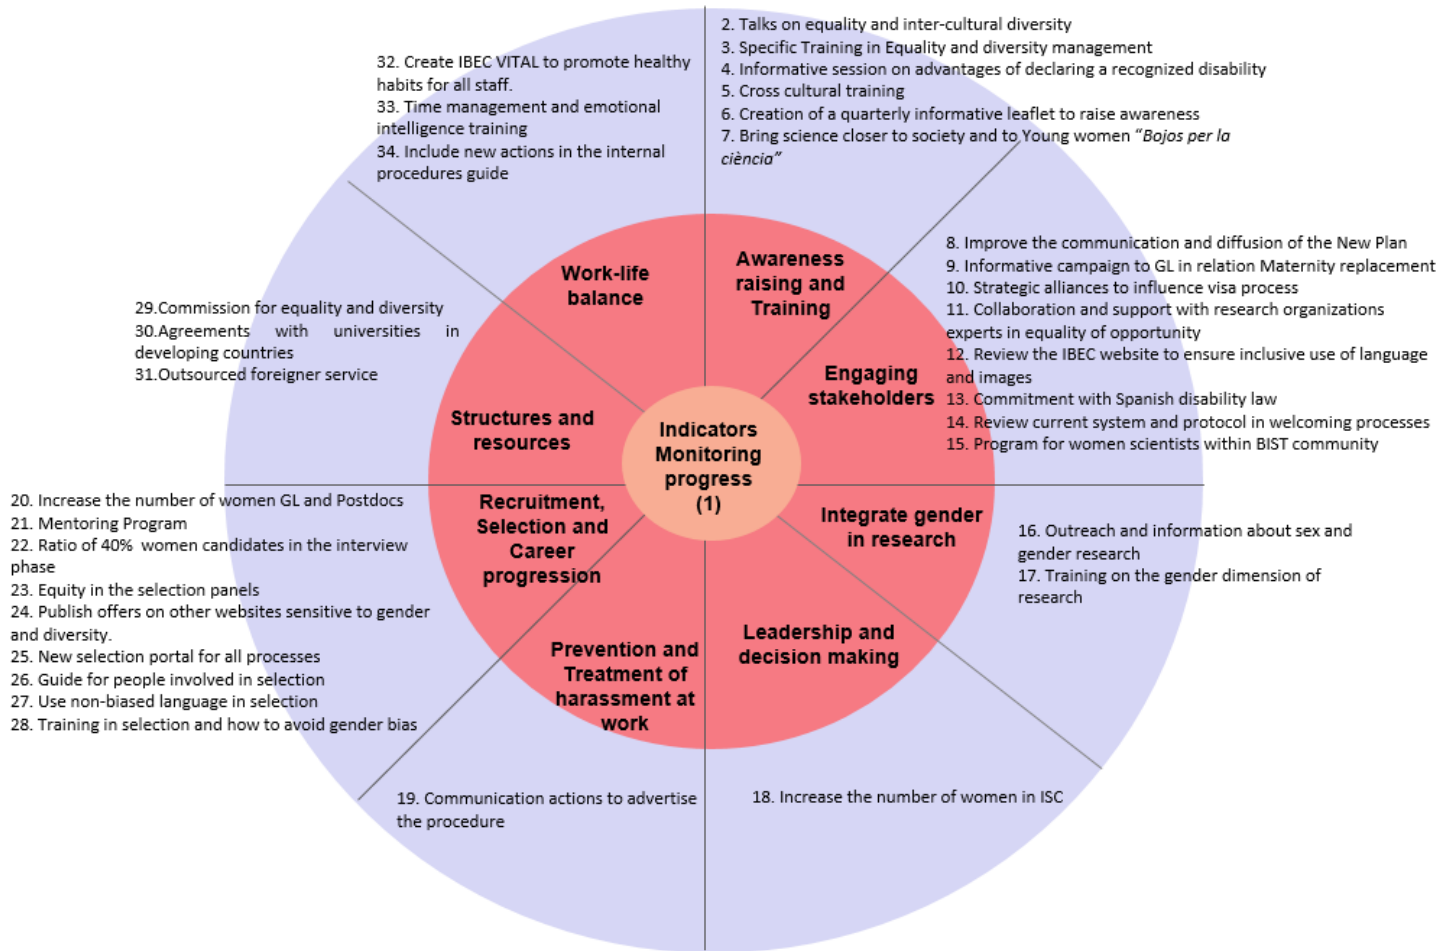 2. Talks on equality and inter-cultural diversity
3. Specific Training in Equality and diversity management
4. Informative session on advantages of declaring a recognized disability
5. Cross cultural training
6. Creation of a quarterly informative leaflet to raise awareness
7. Bring science closer to society and to Young women “Bojos per la
ciència”
32. Create IBEC VITAL to promote healthy
habits for all staff.
33. Time management and emotional
intelligence training
34. Include new actions in the internal
procedures guide
8. Improve the communication and diffusion of the New Plan
9. Informative campaign to GL in relation Maternity replacement
10. Strategic alliances to influence visa process
11. Collaboration and support with research organizations
experts in equality of opportunity
12. Review the IBEC website to ensure inclusive use of language
and images
13. Commitment with Spanish disability law
14. Review current system and protocol in welcoming processes
15. Program for women scientists within BIST community
Work-life
balance
Awareness
raising and
Training
29.Commission for equality and diversity
30.Agreements with universities in
developing countries
31.Outsourced foreigner service
Engaging
stakeholders
Structures and
resources
Indicators
Monitoring
progress
(1)
20. Increase the number of women GL and Postdocs
21. Mentoring Program
22. Ratio of 40% women candidates in the interview
phase
23. Equity in the selection panels
24. Publish offers on other websites sensitive to gender
and diversity.
25. New selection portal for all processes
26. Guide for people involved in selection
27. Use non-biased language in selection
28. Training in selection and how to avoid gender bias
Recruitment,
Selection and
Career
progression
Integrate gender
in research
16. Outreach and information about sex and
gender research
17. Training on the gender dimension of
research
Prevention and
Treatment of
harassment at
work
Leadership and
decision making
19. Communication actions to advertise
the procedure
18. Increase the number of women in ISC